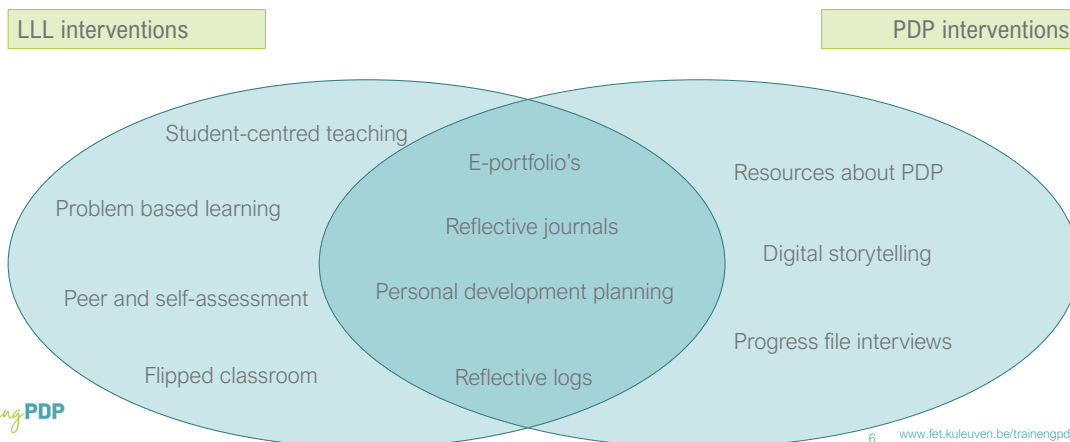 LLL interventions
PDP interventions
Student-centred teaching
Problem based learning
Peer and self-assessment
Flipped classroom
E-portfolio's
Reflective journals
Personal development planning
Reflective logs
Resources about PDP
Digital storytelling
Progress file interviews
PDP
6
www.fet.kuleuven.be/trainengpd